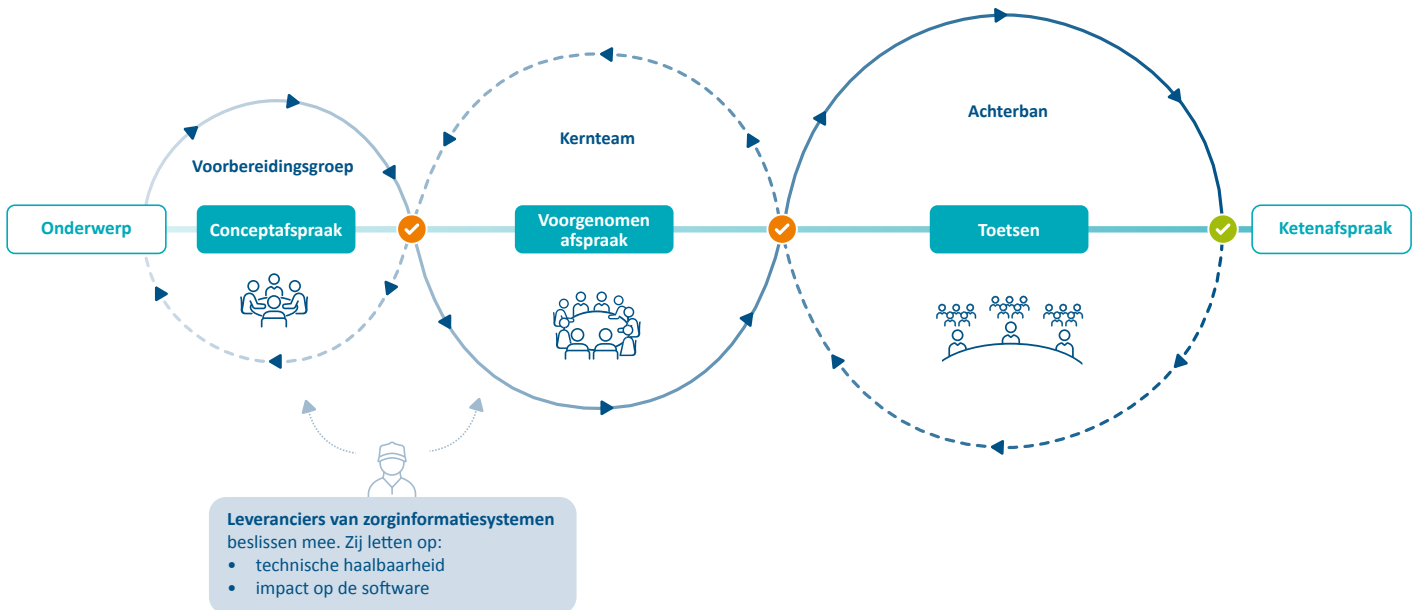 Onderwerp
Voorbereidingsgroep
Conceptafspraak
Kernteam
Voorgenomen
afspraak
Achterban
Toetsen
Ketenafspraak
Leveranciers van zorginformatiesystemen
beslissen mee. Zij letten op:
• technische haalbaarheid
• impact op de software